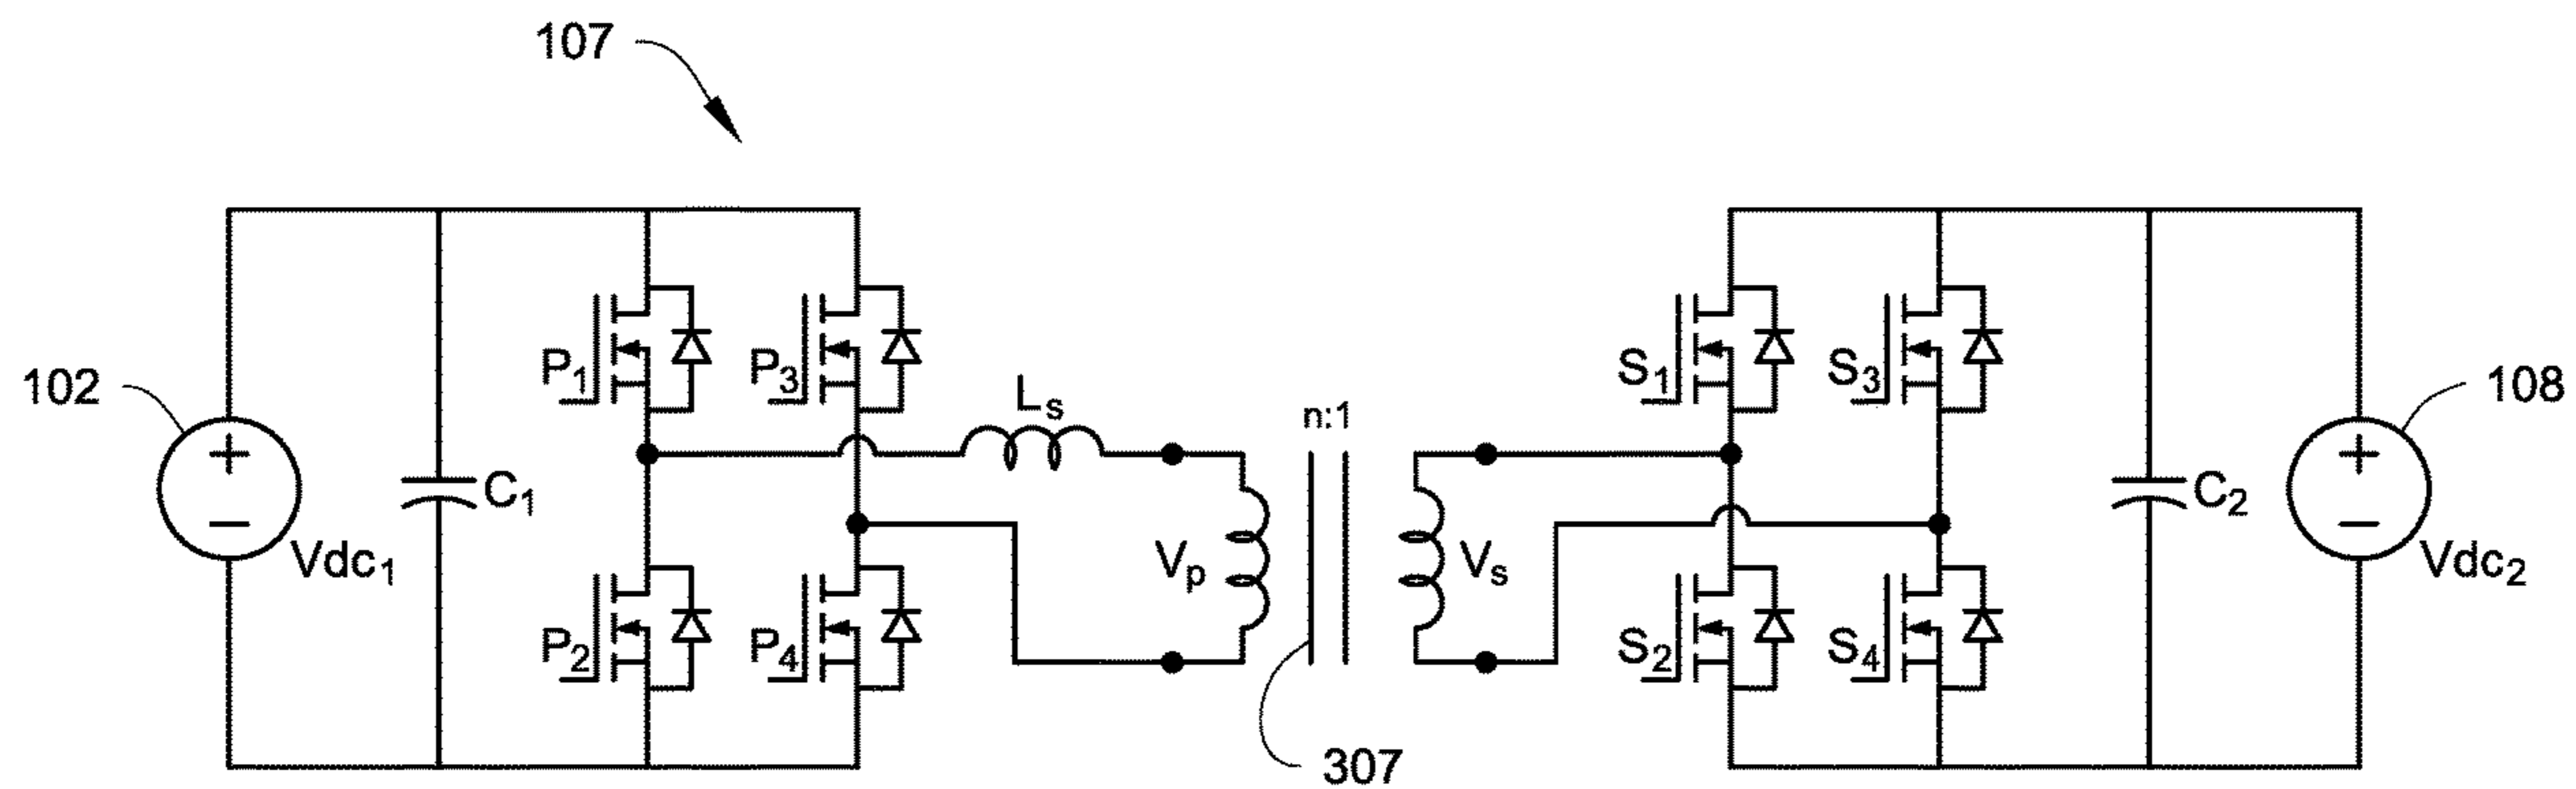 107
102
Vdc₁
C₁
P₁
P₃
P₂
P₄
Lₛ
n:1
Vₚ
Vₛ
307
S₁
S₃
S₂
S₄
C₂
108
Vdc₂